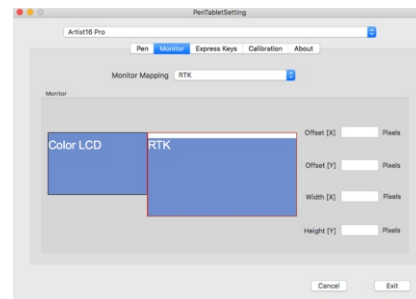 PenTabletSetting
Artist16 Pro
Pen Monitor Express Keys Calibration About
Monitor Mapping RTK
Monitor
Color LCD RTK
Offset [X] Pixels
Offset [Y] Pixels
Width [X] Pixels
Height [Y] Pixels
Cancel Exit